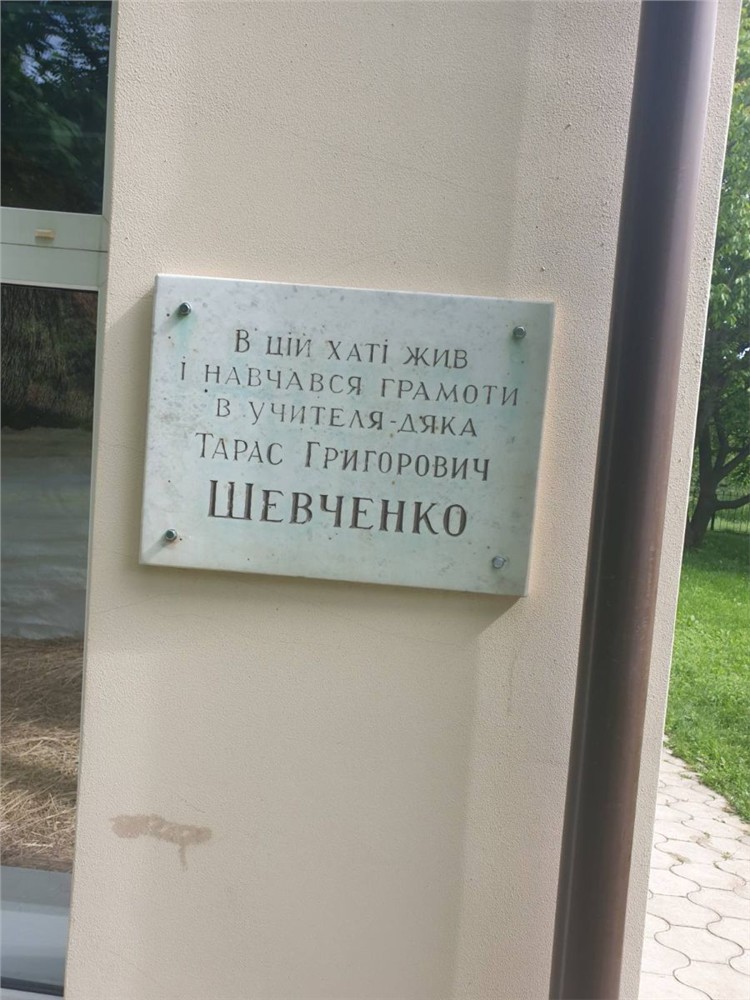 В ЦІЙ ХАТІ ЖИВ
І НАВЧАВСЯ ГРАМОТИ
В УЧИТЕЛЯ-ДЯКА
ТАРАС ГРИГОРОВИЧ
ШЕВЧЕНКО